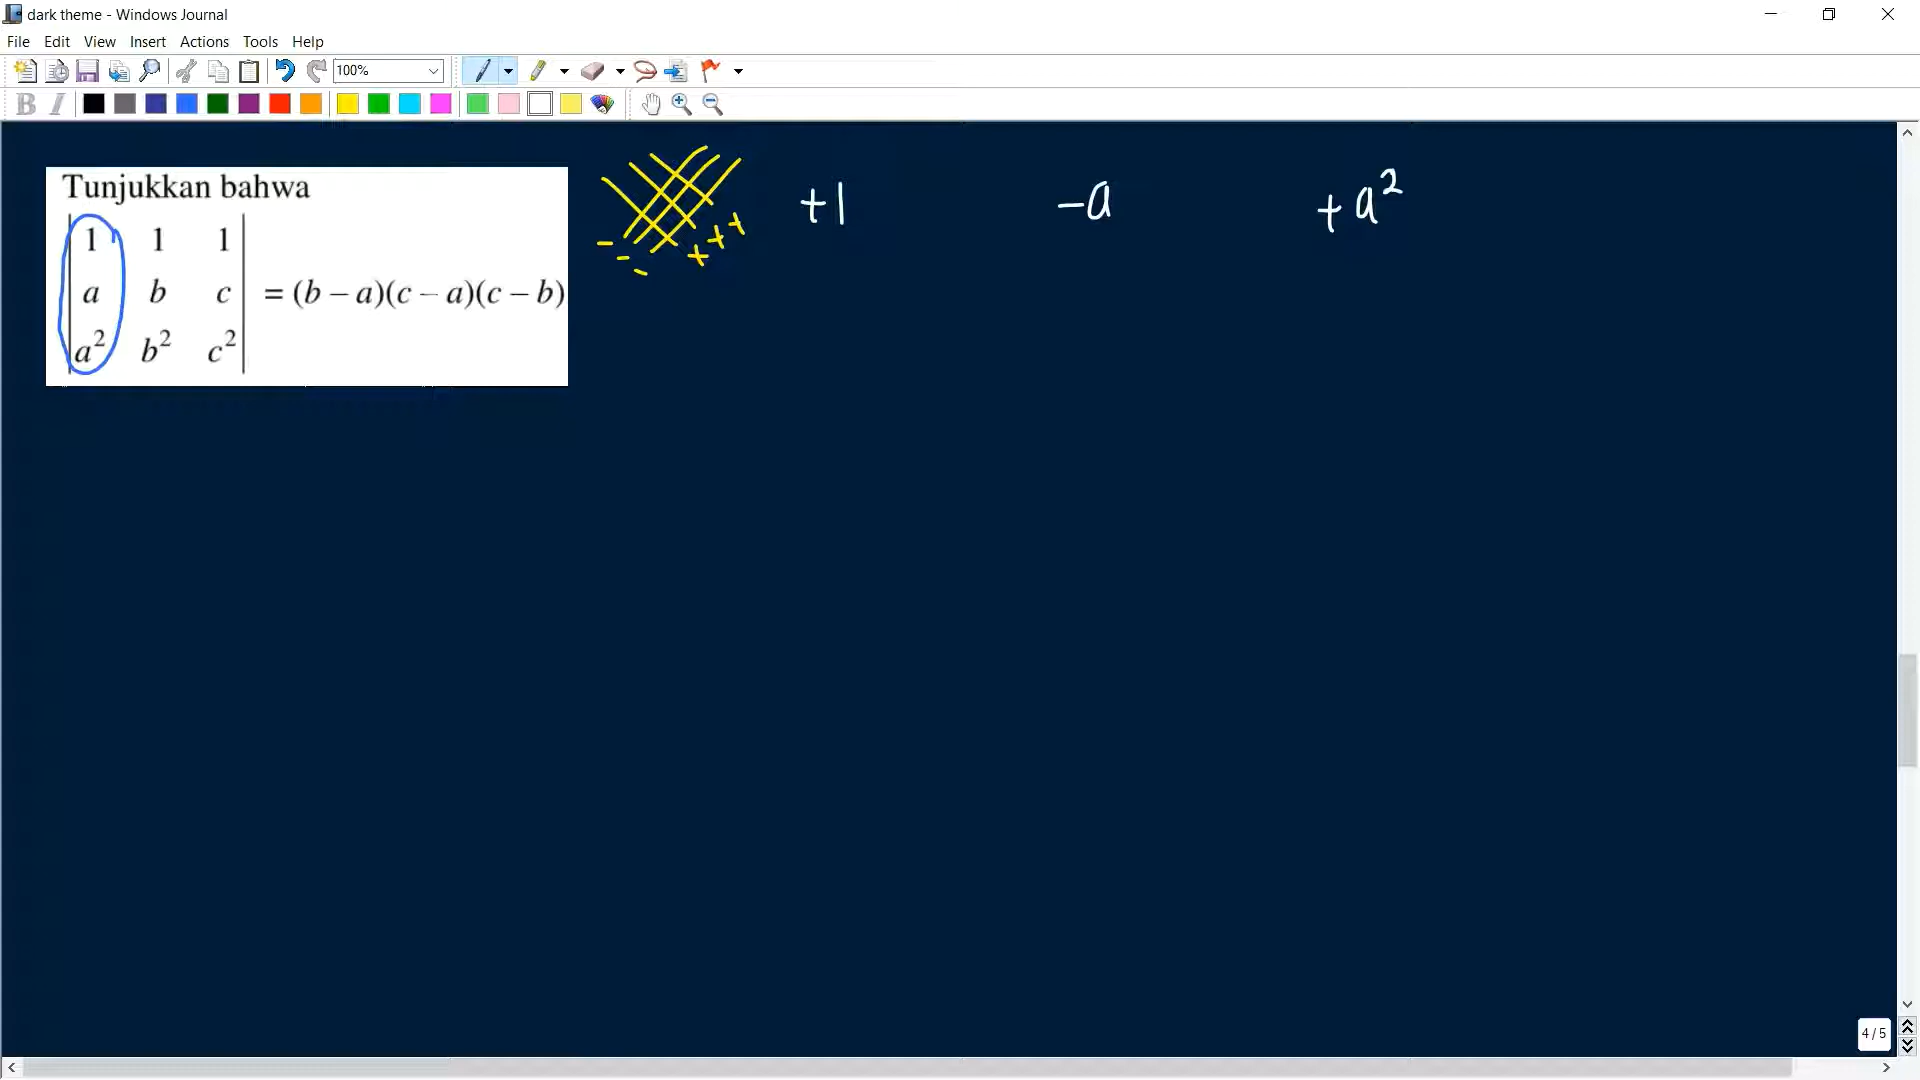 dark theme - Windows Journal
File Edit View Insert Actions Tools Help
100%
B I
Tunjukkan bahwa
1 1 1
a b c = (b – a)(c – a)(c – b)
a² b² c²
- - - + + +
+1 -a +a²
4 / 5